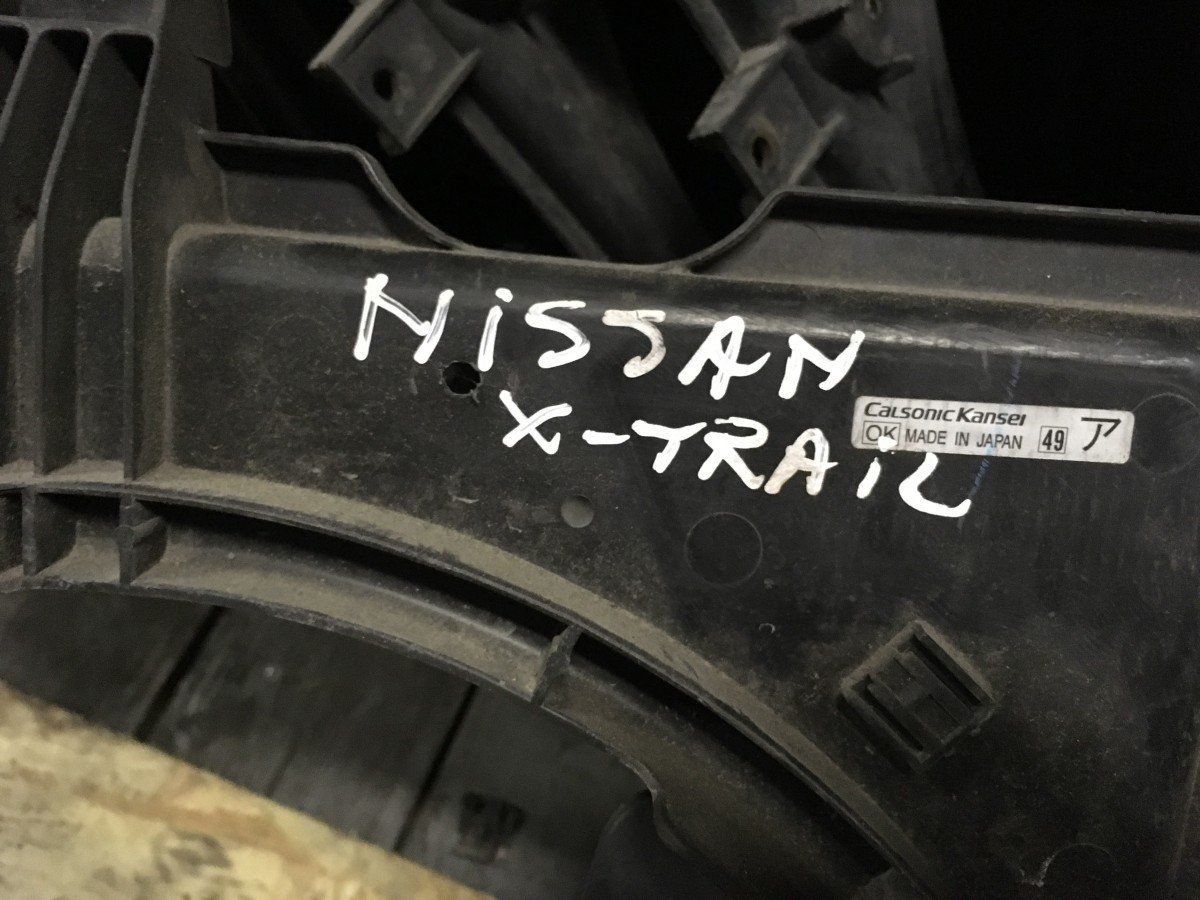 NiSSAN
X-TRAiL
CalsonicKansei
OK MADE IN JAPAN 49 ア